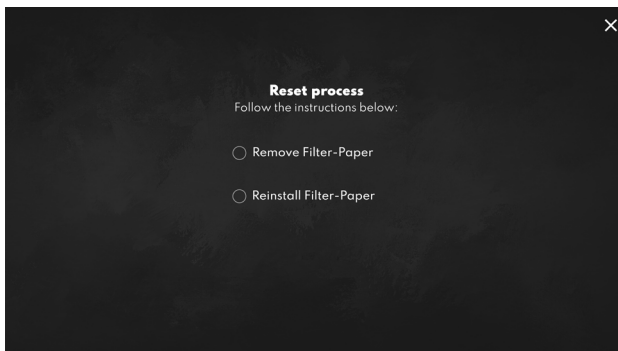 Reset process
Follow the instructions below:
Remove Filter-Paper
Reinstall Filter-Paper